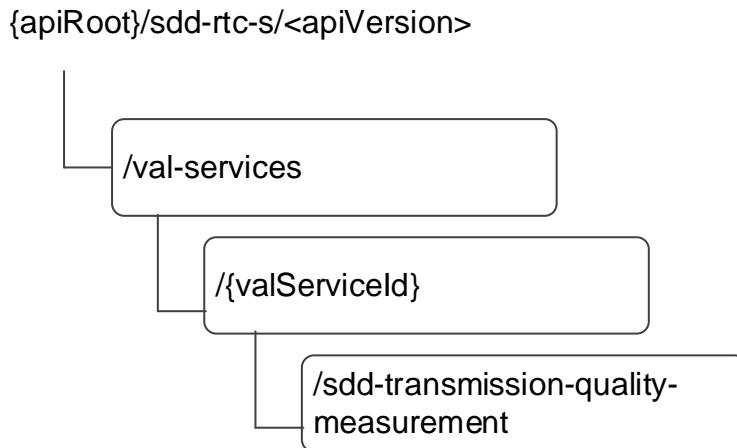 {apiRoot}/sdd-rtc-s/<apiVersion>
/val-services
/{valServiceId}
/sdd-transmission-quality-
measurement